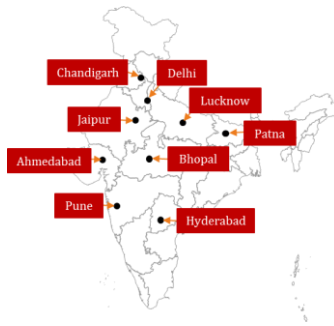 Chandigarh
Delhi
Lucknow
Jaipur
Patna
Ahmedabad
Bhopal
Pune
Hyderabad